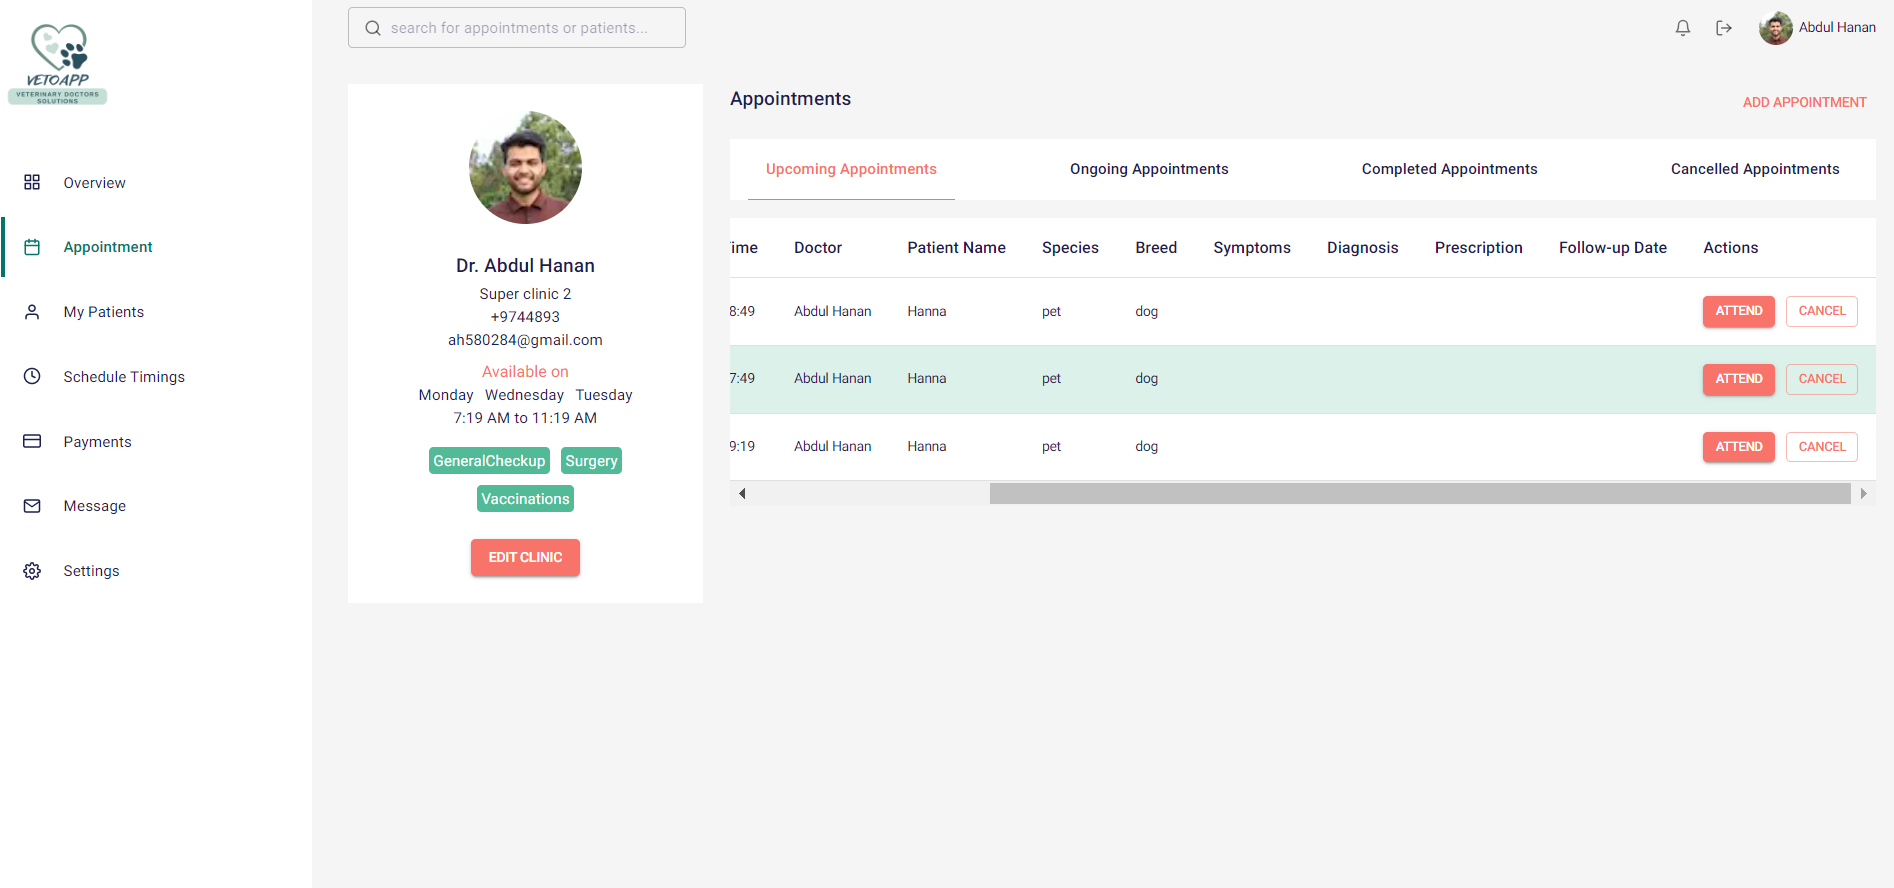 VETOAPP
VETERINARY DOCTORS
SOLUTIONS
search for appointments or patients...
Abdul Hanan
Overview
Appointment
My Patients
Schedule Timings
Payments
Message
Settings
Dr. Abdul Hanan
Super clinic 2
+9744893
ah580284@gmail.com
Available on
Monday Wednesday Tuesday
7:19 AM to 11:19 AM
GeneralCheckup Surgery
Vaccinations
EDIT CLINIC
Appointments
ADD APPOINTMENT
Upcoming Appointments Ongoing Appointments Completed Appointments Cancelled Appointments
ime Doctor Patient Name Species Breed Symptoms Diagnosis Prescription Follow-up Date Actions
8:49 Abdul Hanan Hanna pet dog ATTEND CANCEL
7:49 Abdul Hanan Hanna pet dog ATTEND CANCEL
9:19 Abdul Hanan Hanna pet dog ATTEND CANCEL